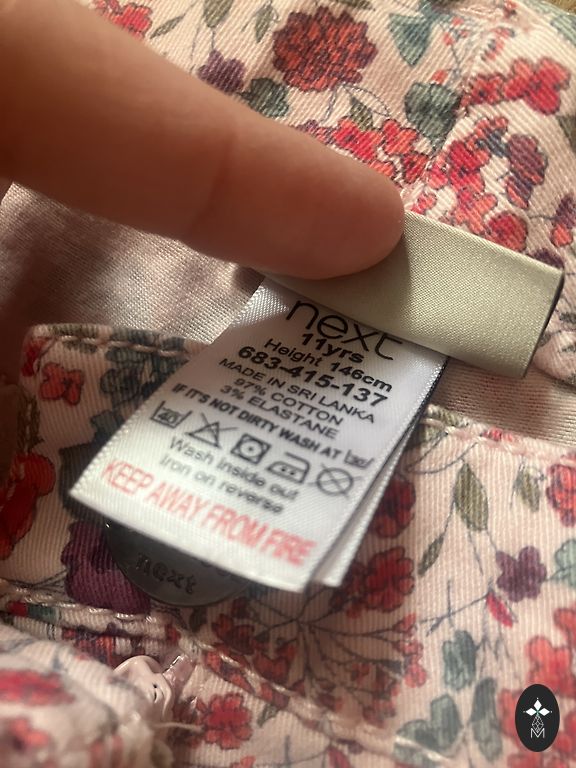 next
11yrs
Height 146cm
683-415-137
MADE IN SRI LANKA
97% COTTON
3% ELASTANE
IF IT'S NOT DIRTY WASH AT
Wash inside out
Iron on reverse
KEEP AWAY FROM FIRE
next
M